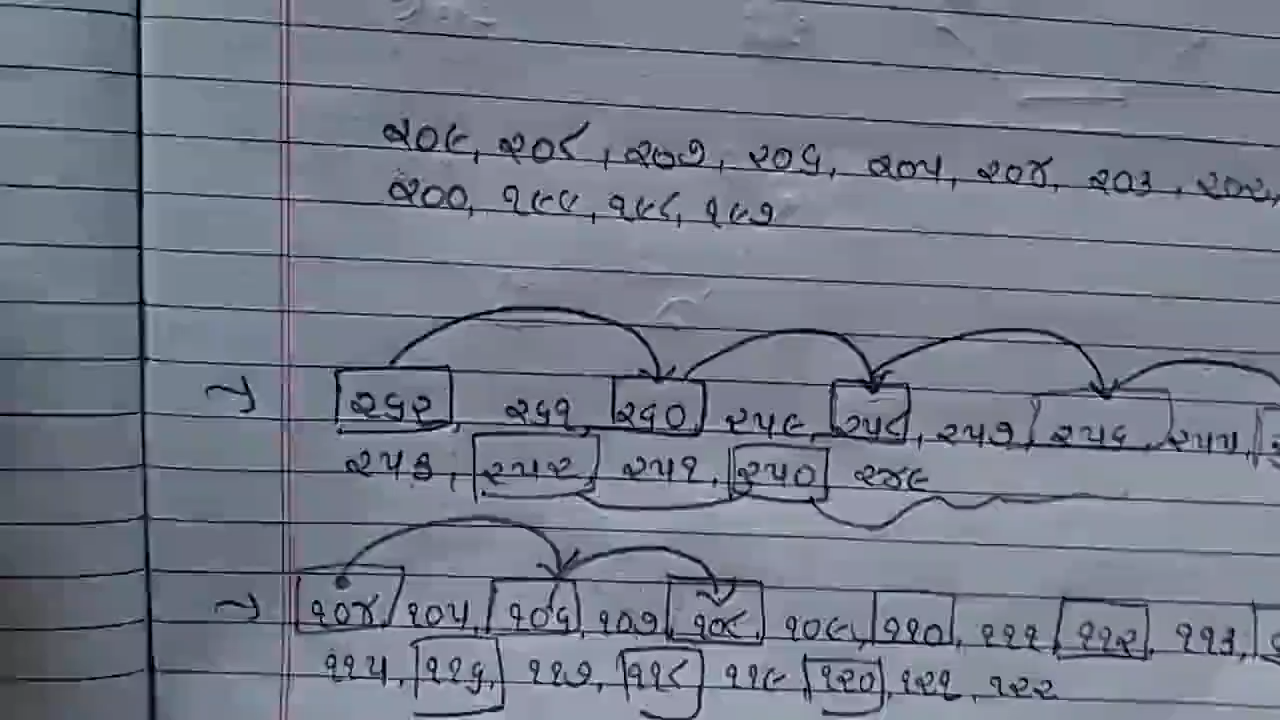 ૨૦૯, ૨૦૮, ૨૦૭, ૨૦૬, ૨૦૫, ૨૦૪, ૨૦૩, ૨૦૨,
૨૦૦, ૧૯૯, ૧૯૮, ૧૯૭
→ ૨૬૨, ૨૬૧, ૨૬૦, ૨૫૯, ૨૫૮, ૨૫૭, ૨૫૬, ૨૫૫,
૨૫૩, ૨૫૨, ૨૫૧, ૨૫૦ ૨૪૯
→ ૧૦૪, ૧૦૫, ૧૦૬, ૧૦૭ ૧૦૮, ૧૦૯, ૧૧૦, ૧૧૧ ૧૧૨, ૧૧૩,
૧૧૫, ૧૧૬, ૧૧૭, ૧૧૮ ૧૧૯ ૧૨૦, ૧૨૧, ૧૨૨